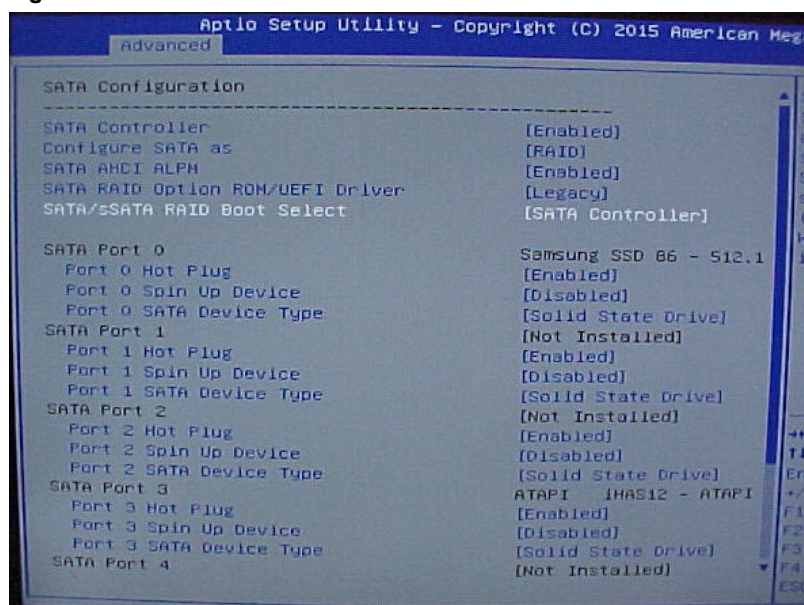 Aptio Setup Utility – Copyright (C) 2015 American
Advanced
SATA Configuration
SATA Controller [Enabled]
Configure SATA as [RAID]
SATA AHCI ALPM [Enabled]
SATA RAID Option ROM/UEFI Driver [Legacy]
SATA/sSATA RAID Boot Select [SATA Controller]
SATA Port 0 Samsung SSD 86 - 512.1
Port 0 Hot Plug [Enabled]
Port 0 Spin Up Device [Disabled]
Port 0 SATA Device Type [Solid State Drive]
SATA Port 1 [Not Installed]
Port 1 Hot Plug [Enabled]
Port 1 Spin Up Device [Disabled]
Port 1 SATA Device Type [Solid State Drive]
SATA Port 2 [Not Installed]
Port 2 Hot Plug [Enabled]
Port 2 Spin Up Device [Disabled]
Port 2 SATA Device Type [Solid State Drive]
SATA Port 3 ATAPI iHAS12 - ATAPI
Port 3 Hot Plug [Enabled]
Port 3 Spin Up Device [Disabled]
Port 3 SATA Device Type [Solid State Drive]
SATA Port 4 [Not Installed]